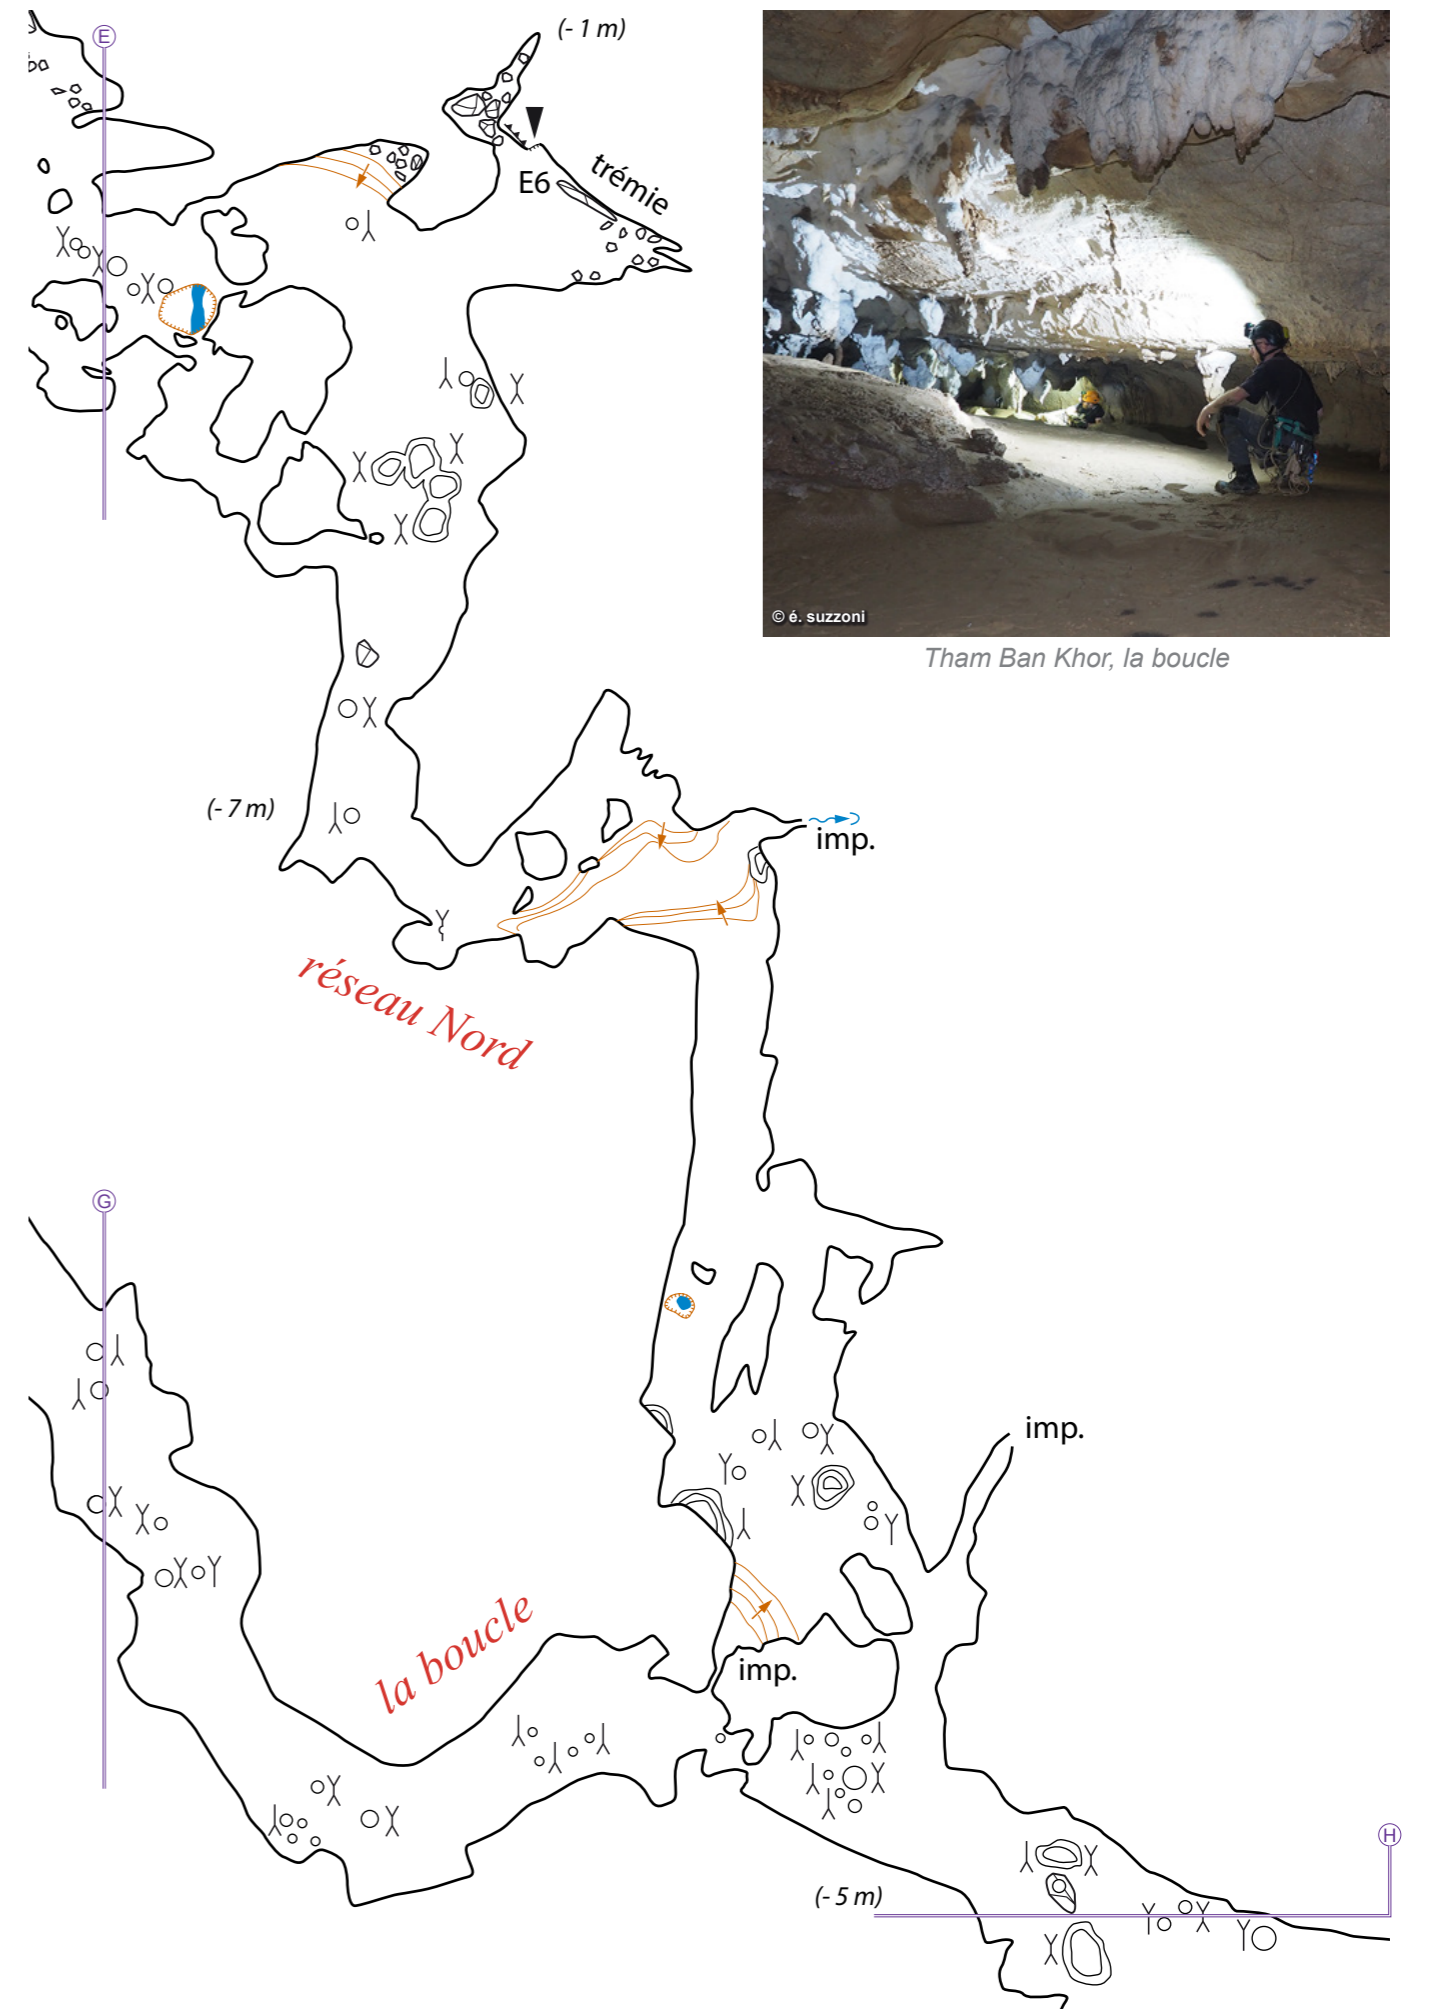 E
(- 1 m)
trémie
E6
© é. suzzoni
Tham Ban Khor, la boucle
(- 7 m)
imp.
réseau Nord
G
imp.
la boucle
imp.
H
(- 5 m)